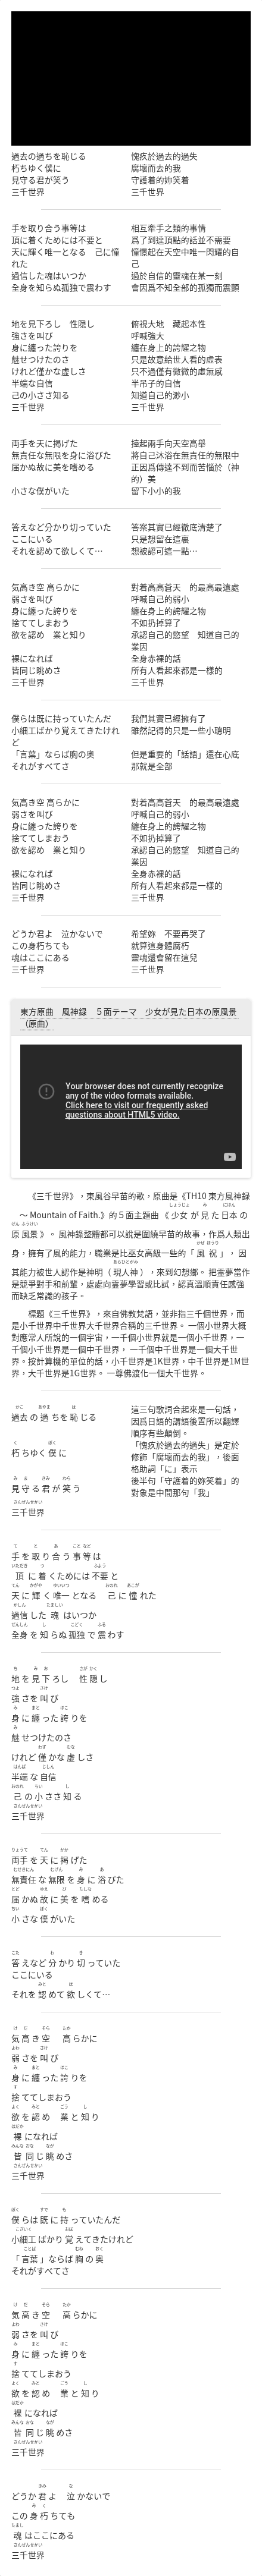 過去の過ちを恥じる
朽ちゆく僕に
見守る君が笑う
三千世界
愧疚於過去的過失
腐壞而去的我
守護着的妳笑着
三千世界
手を取り合う事等は
頂に着くためには不要と
天に輝く唯一となる　己に憧
れた
過信した魂はいつか
全身を知らぬ孤独で震わす
相互牽手之類的事情
爲了到達頂點的話並不需要
憧憬起在天空中唯一閃耀的自
己
過於自信的靈魂在某一刻
會因爲不知全部的孤獨而震顫
地を見下ろし　性隠し
強さを叫び
身に纏った誇りを
魅せつけたのさ
けれど僅かな虚しさ
半端な自信
己の小ささ知る
三千世界
俯視大地　藏起本性
呼喊強大
纏在身上的誇耀之物
只是故意給世人看的虛表
只不過僅有微微的虛無感
半吊子的自信
知道自己的渺小
三千世界
両手を天に掲げた
無責任な無限を身に浴びた
届かぬ故に美を嗜める
小さな僕がいた
撞起兩手向天空高舉
將自己沐浴在無責任的無限中
正因爲傳達不到而苦惱於（神
的）美
留下小小的我
答えなど分かり切っていた
ここにいる
それを認めて欲しくて…
答案其實已經徹底清楚了
只是想留在這裏
想被認可這一點…
気高き空 高らかに
弱さを叫び
身に纏った誇りを
捨ててしまおう
欲を認め　業と知り
裸になれば
皆同じ眺めさ
三千世界
對着高高蒼天　的最高最遠處
呼喊自己的弱小
纏在身上的誇耀之物
不如扔掉算了
承認自己的慾望　知道自己的
業因
全身赤裸的話
所有人看起來都是一樣的
三千世界
僕らは既に持っていたんだ
小細工ばかり覚えてきたけれ
ど
「言葉」ならば胸の奥
それがすべてさ
我們其實已經擁有了
雖然記得的只是一些小聰明
但是重要的「話語」還在心底
那就是全部
気高き空 高らかに
弱さを叫び
身に纏った誇りを
捨ててしまおう
欲を認め　業と知り
裸になれば
皆同じ眺めさ
三千世界
對着高高蒼天　的最高最遠處
呼喊自己的弱小
纏在身上的誇耀之物
不如扔掉算了
承認自己的慾望　知道自己的
業因
全身赤裸的話
所有人看起來都是一樣的
三千世界
どうか君よ　泣かないで
この身朽ちても
魂はここにある
三千世界
希望妳　不要再哭了
就算這身體腐朽
靈魂還會留在這兒
三千世界
東方原曲　風神録　５面テーマ　少女が見た日本の原風景
（原曲）
Your browser does not currently recognize
any of the video formats available.
Click here to visit our frequently asked
questions about HTML5 video.
YouTube
《三千世界》，東風谷早苗的歌，原曲是《TH10 東方風神録
～ Mountain of Faith.》的５面主題曲《少女が見た日本の
原風景》。 風神錄整體都可以說是圍繞早苗的故事，作爲人類出
身，擁有了風的能力，職業是比巫女高級一些的「風祝」， 因
其能力被世人認作是神明（現人神），來到幻想鄉。 把靈夢當作
是競爭對手和前輩，處處向靈夢學習或比試，認真溫順責任感強
而缺乏常識的孩子。
標題《三千世界》，來自佛教梵語，並非指三千個世界，而
是小千世界中千世界大千世界合稱的三千世界。 一個小世界大概
對應常人所說的一個宇宙，一千個小世界就是一個小千世界，一
千個小千世界是一個中千世界， 一千個中千世界是一個大千世
界。按計算機的單位的話，小千世界是1K世界，中千世界是1M世
界，大千世界是1G世界。 一尊佛渡化一個大千世界。
過去の過ちを恥じる
朽ちゆく僕に
見守る君が笑う
三千世界
這三句歌詞合起來是一句話，
因爲日語的謂語後置所以翻譯
順序有些顛倒。
「愧疚於過去的過失」是定於
修飾「腐壞而去的我」，後面
格助詞「に」表示
後半句「守護着的妳笑着」的
對象是中間那句「我」
手を取り合う事等は
頂に着くためには不要と
天に輝く唯一となる　己に憧れた
過信した魂はいつか
全身を知らぬ孤独で震わす
地を見下ろし　性隠し
強さを叫び
身に纏った誇りを
魅せつけたのさ
けれど僅かな虚しさ
半端な自信
己の小ささ知る
三千世界
両手を天に掲げた
無責任な無限を身に浴びた
届かぬ故に美を嗜める
小さな僕がいた
答えなど分かり切っていた
ここにいる
それを認めて欲しくて…
気高き空　高らかに
弱さを叫び
身に纏った誇りを
捨ててしまおう
欲を認め　業と知り
裸になれば
皆同じ眺めさ
三千世界
僕らは既に持っていたんだ
小細工ばかり覚えてきたけれど
「言葉」ならば胸の奥
それがすべてさ
気高き空　高らかに
弱さを叫び
身に纏った誇りを
捨ててしまおう
欲を認め　業と知り
裸になれば
皆同じ眺めさ
三千世界
どうか君よ　泣かないで
この身朽ちても
魂はここにある
三千世界